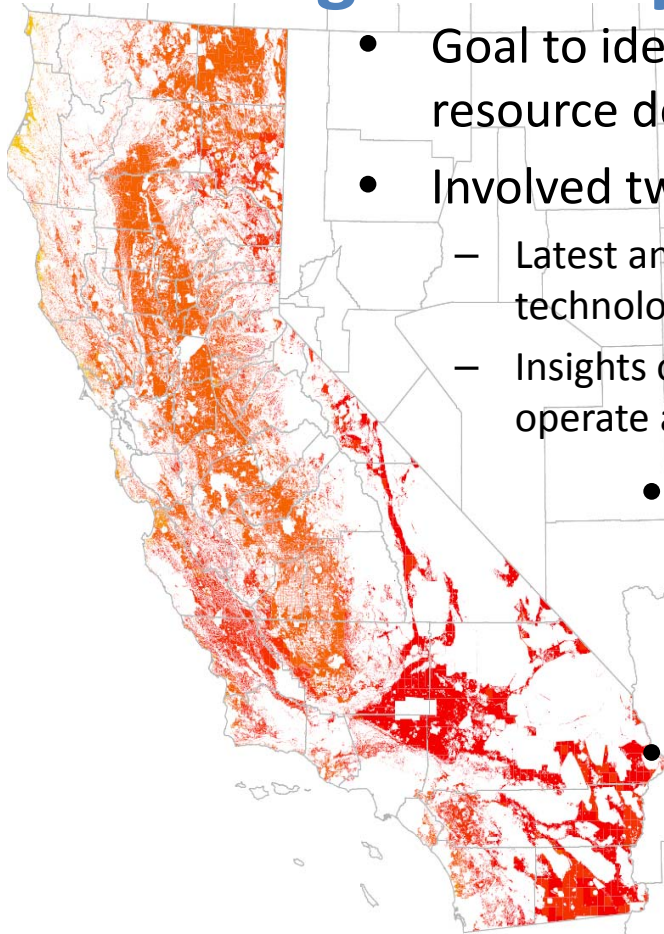 • Goal to ide
resource de
• Involved tw
– Latest an
technolo
– Insights
operate
•
•